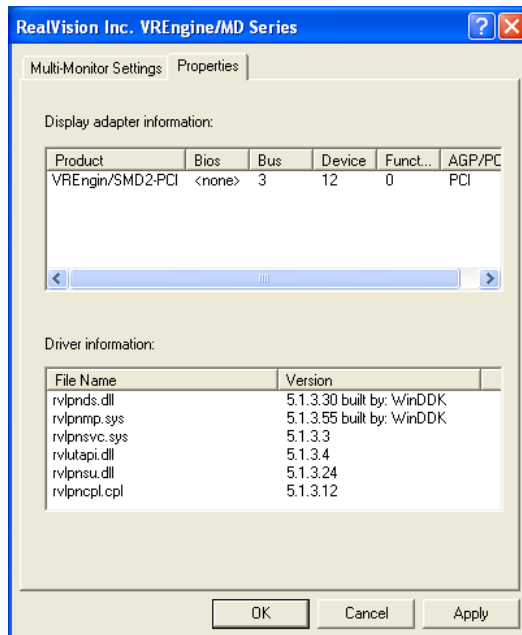 RealVision Inc. VREngine/MD Series
Multi-Monitor Settings Properties
Display adapter information:
Product Bios Bus Device Funct... AGP/PC
VREngin/SMD2-PCI <none> 3 12 0 PCI
Driver information:
File Name Version
rvlpnds.dll 5.1.3.30 built by: WinDDK
rvlpnmp.sys 5.1.3.55 built by: WinDDK
rvlpnsvc.sys 5.1.3.3
rvlutapi.dll 5.1.3.4
rvlpnsu.dll 5.1.3.24
rvlpncpl.cpl 5.1.3.12
OK Cancel Apply